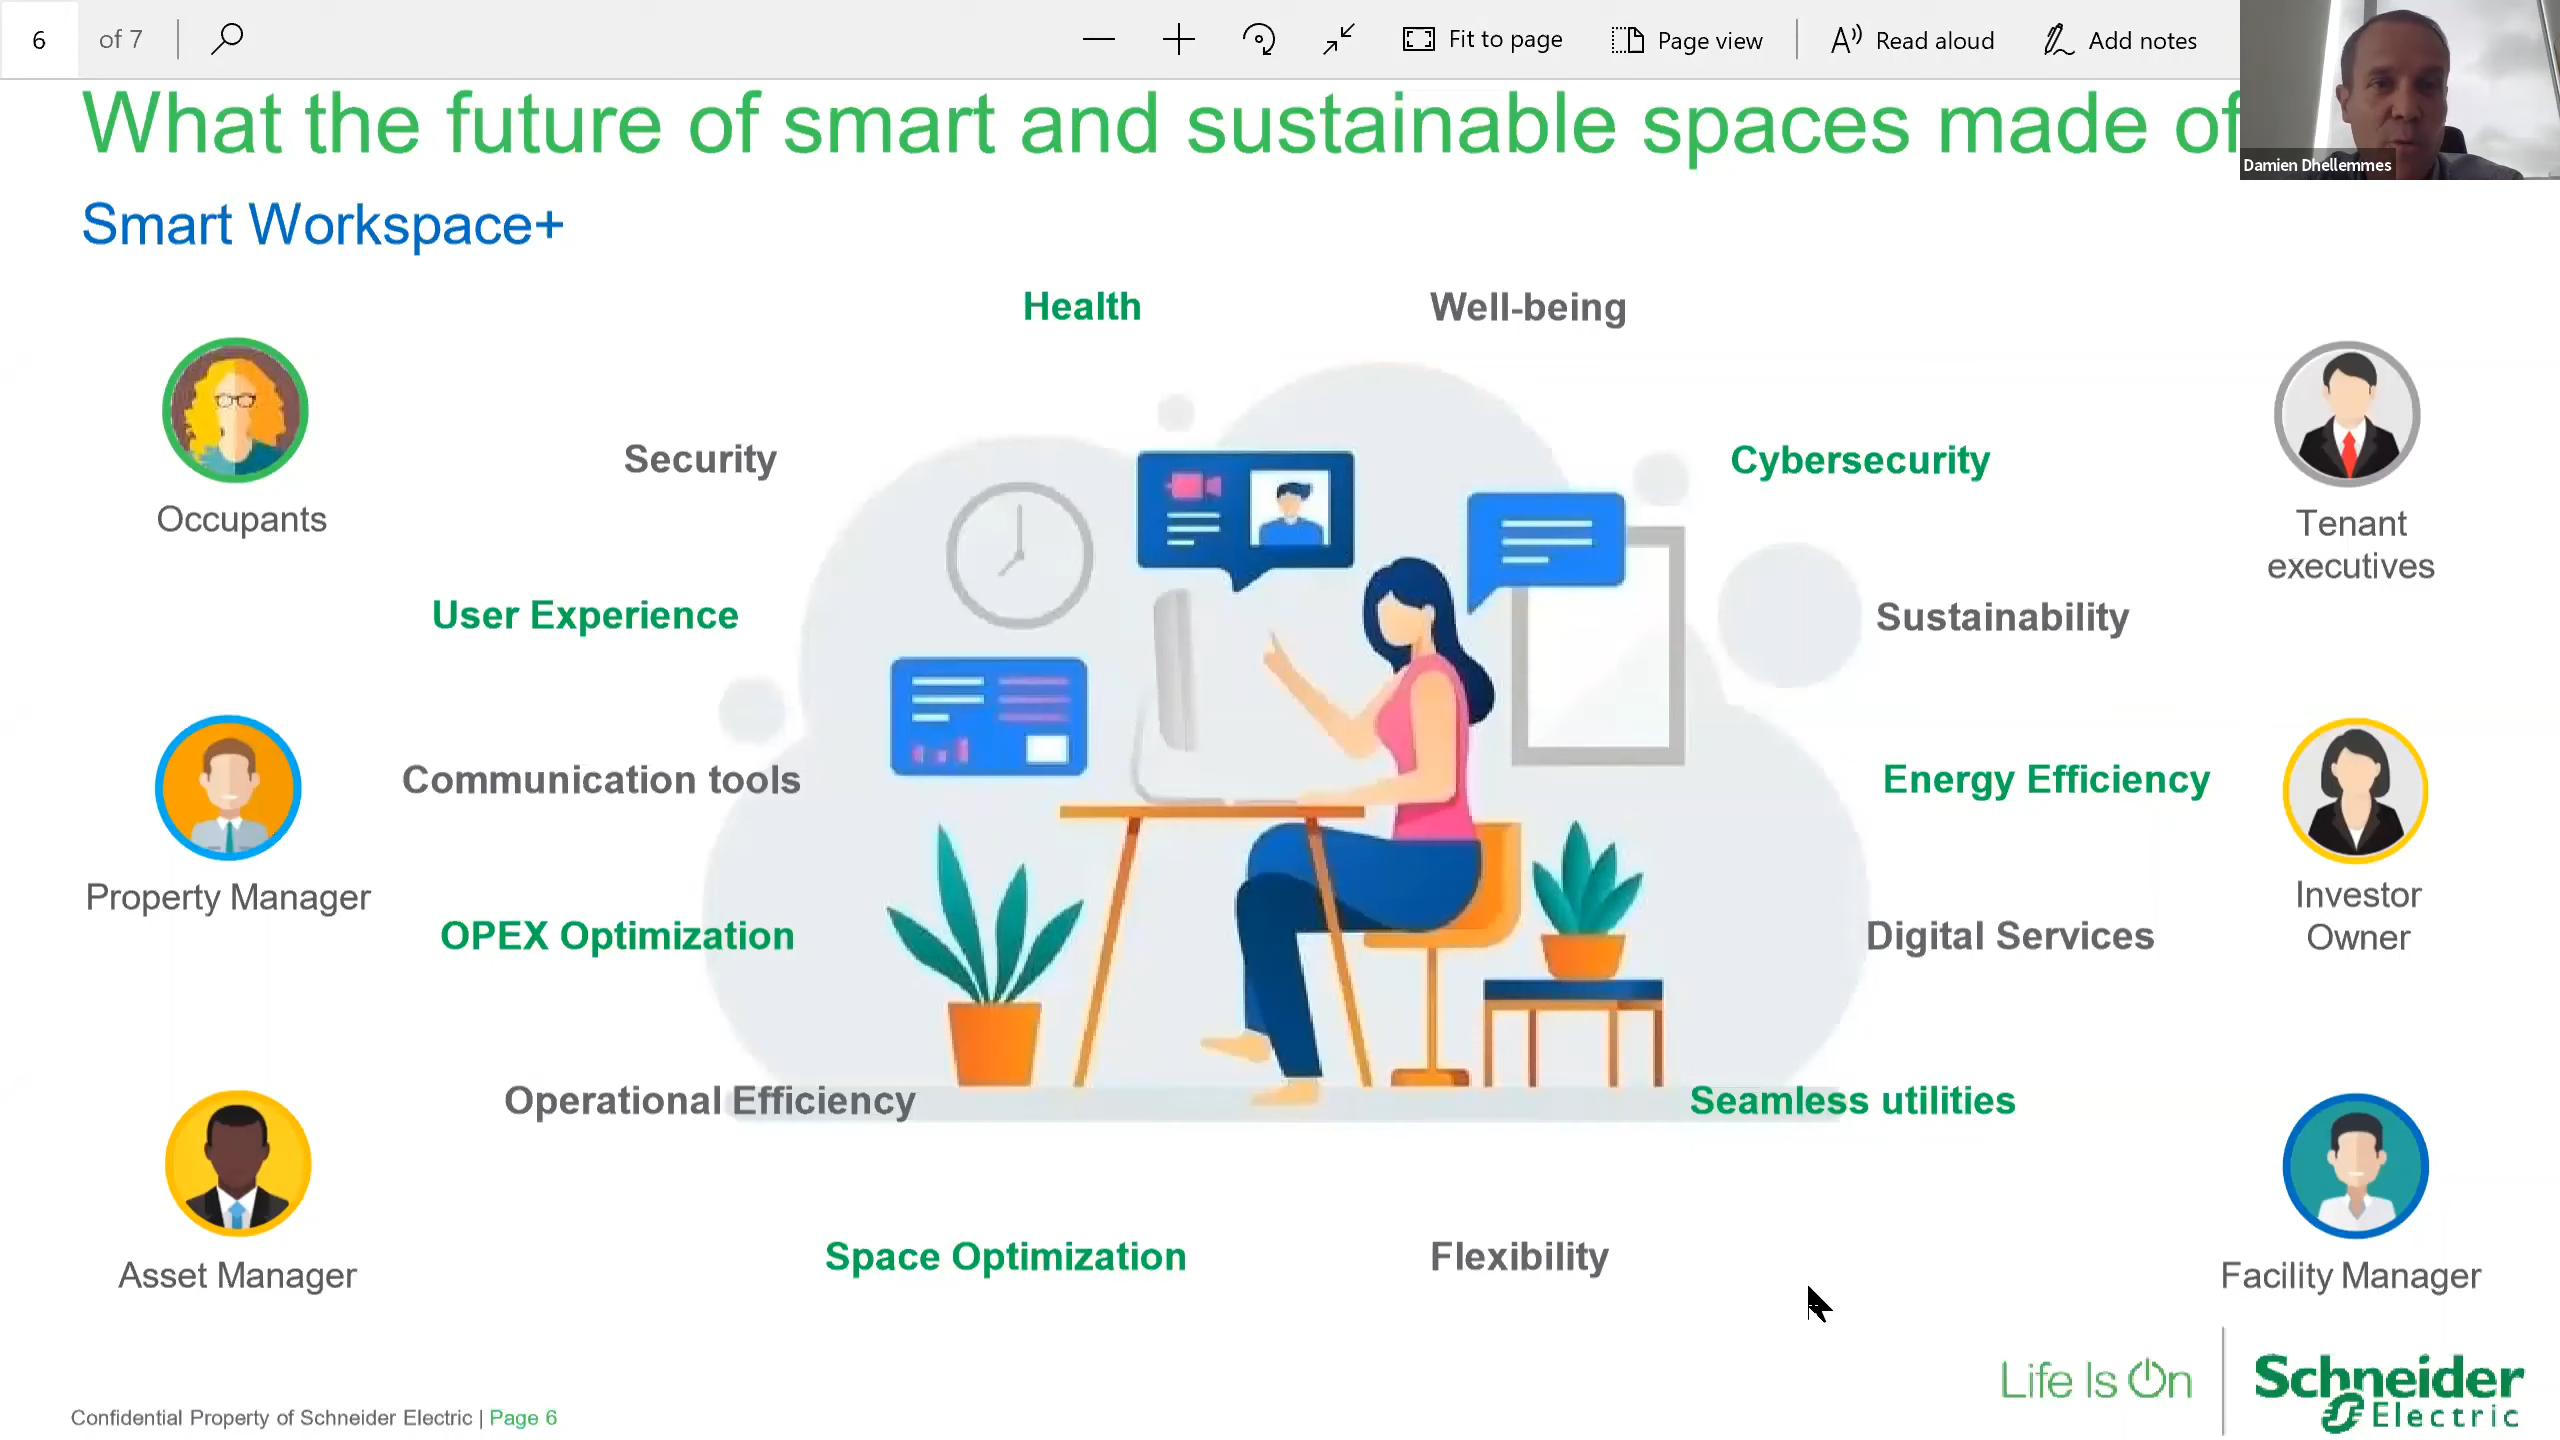 6 of 7
Fit to page
Page view
Read aloud
Add notes
What the future of smart and sustainable spaces made of
Damien Dhellemmes
Smart Workspace+
Health
Well-being
Security
Cybersecurity
Occupants
Tenant
executives
User Experience
Sustainability
Communication tools
Energy Efficiency
Property Manager
Investor
Owner
OPEX Optimization
Digital Services
Operational Efficiency
Seamless utilities
Space Optimization
Flexibility
Asset Manager
Facility Manager
Life Is On
Schneider
Electric
Confidential Property of Schneider Electric | Page 6